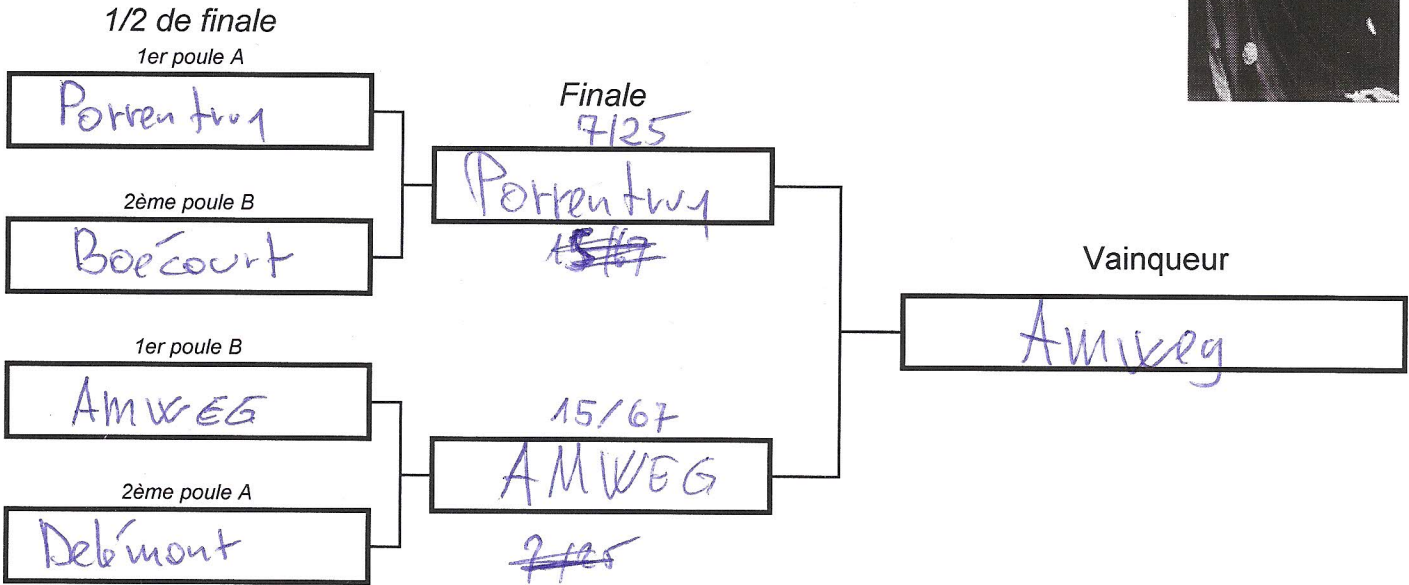 1/2 de finale
1er poule A
Porrentruy
2ème poule B
Boécourt
1er poule B
AMWEG
2ème poule A
Delémont
Finale
7/25
Porrentruy
15/67
15/67
AMWEG
7/25
Vainqueur
Amweg